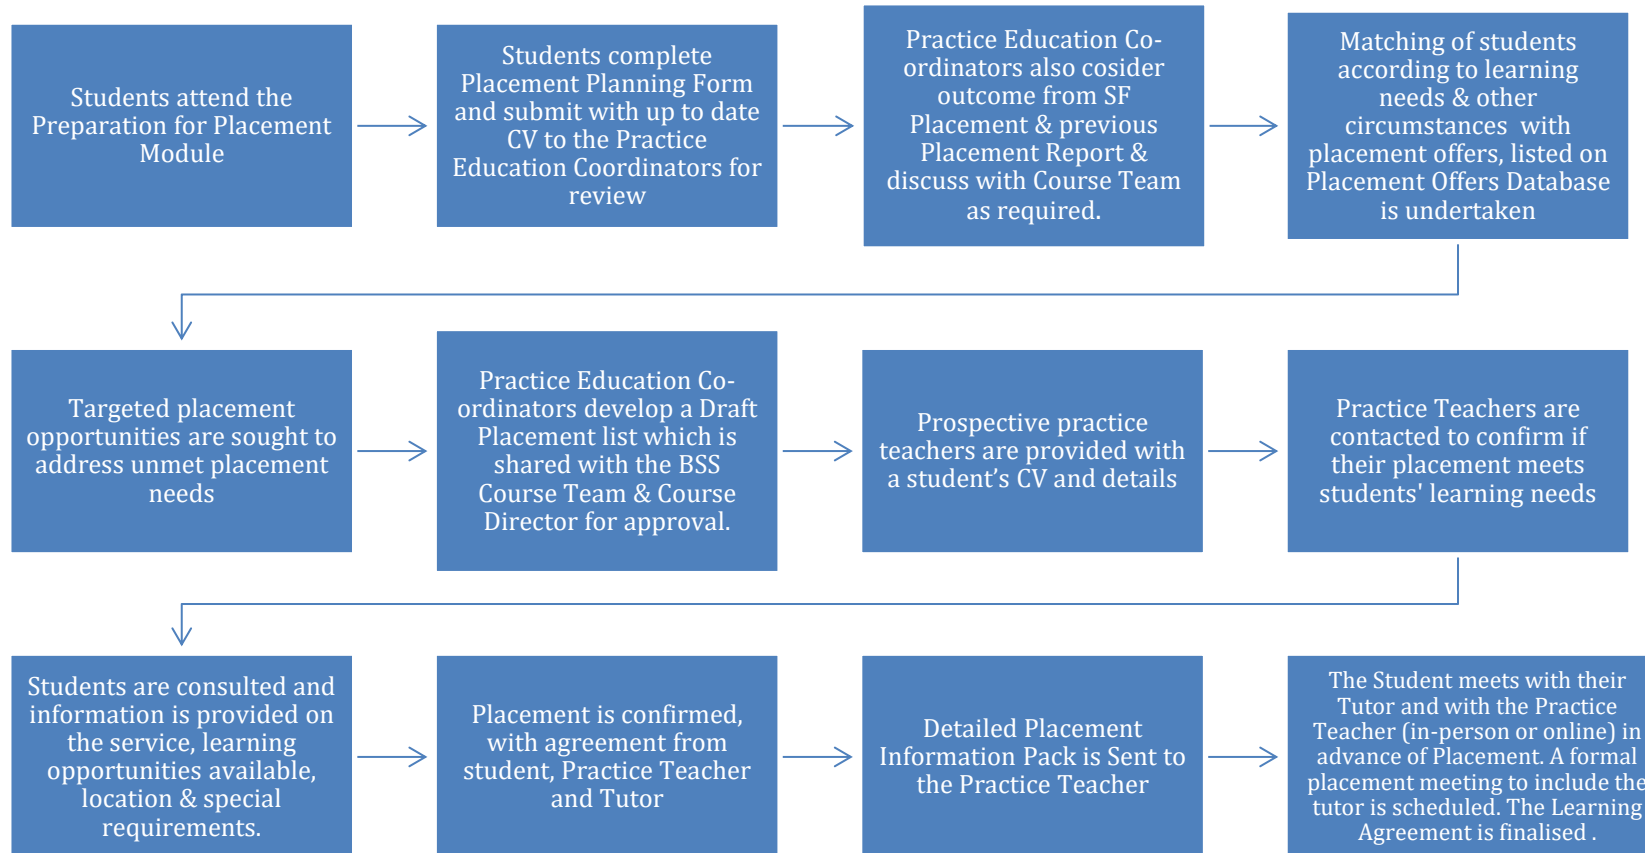 Students attend the
Preparation for Placement
Module
Students complete
Placement Planning Form
and submit with up to date
CV to the Practice
Education Coordinators for
review
Practice Education Co-
ordinators also cosider
outcome from SF
Placement & previous
Placement Report &
discuss with Course Team
as required.
Matching of students
according to learning
needs & other
circumstances with
placement offers, listed on
Placement Offers Database
is undertaken
Targeted placement
opportunities are sought to
address unmet placement
needs
Practice Education Co-
ordinators develop a Draft
Placement list which is
shared with the BSS
Course Team & Course
Director for approval.
Prospective practice
teachers are provided with
a student’s CV and details
Practice Teachers are
contacted to confirm if
their placement meets
students' learning needs
Students are consulted and
information is provided on
the service, learning
opportunities available,
location & special
requirements.
Placement is confirmed,
with agreement from
student, Practice Teacher
and Tutor
Detailed Placement
Information Pack is Sent to
the Practice Teacher
The Student meets with their
Tutor and with the Practice
Teacher (in-person or online) in
advance of Placement. A formal
placement meeting to include the
tutor is scheduled. The Learning
Agreement is finalised .